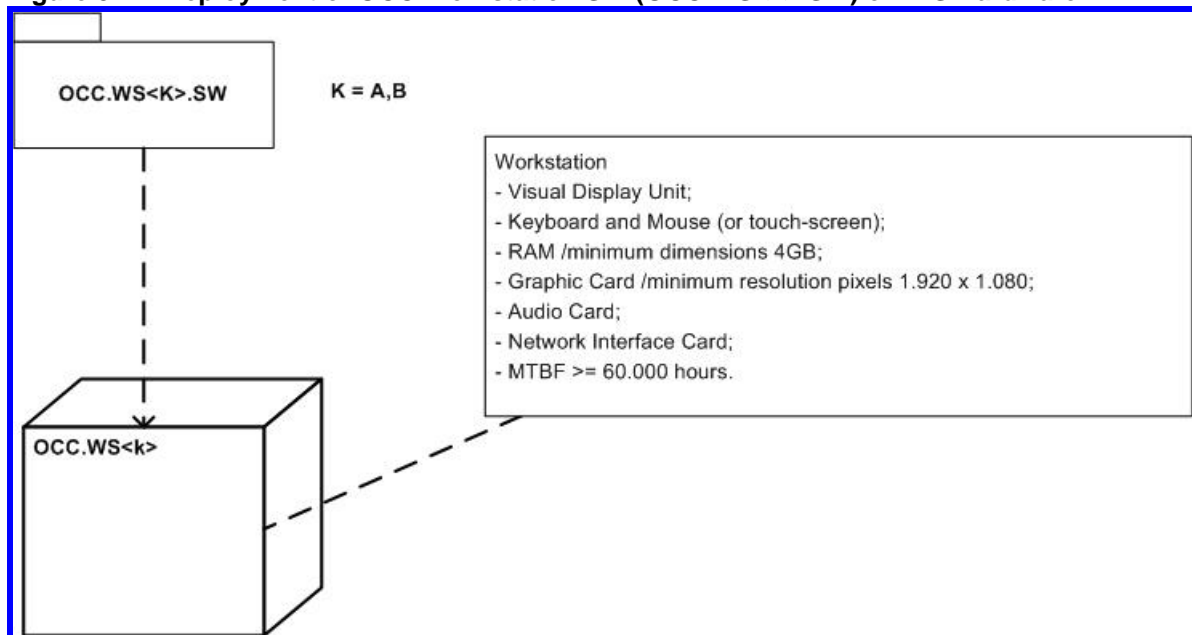 OCC.WS<K>.SW
K = A,B
Workstation
- Visual Display Unit;
- Keyboard and Mouse (or touch-screen);
- RAM /minimum dimensions 4GB;
- Graphic Card /minimum resolution pixels 1.920 x 1.080;
- Audio Card;
- Network Interface Card;
- MTBF >= 60.000 hours.
OCC.WS<k>